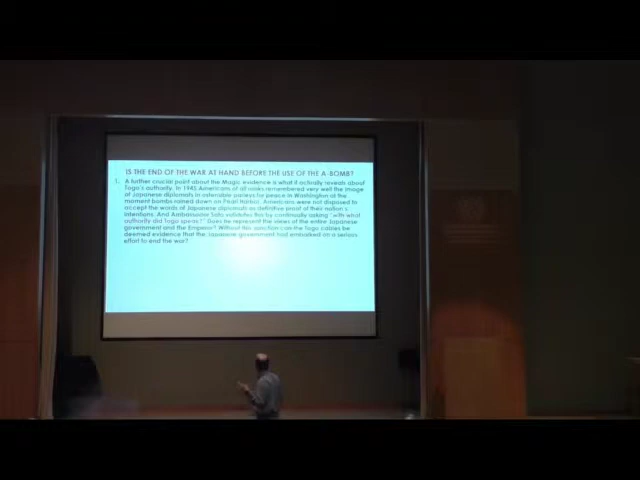 IS THE END OF THE WAR AT HAND BEFORE THE USE OF THE A-BOMB?
1. A further crucial point about the Magic evidence is what it actually reveals about
Togo's authority. In 1945 Americans of all ranks remembered very well the image
of Japanese diplomats in ostensible parleys for peace in Washington at the
moment bombs rained down on Pearl Harbor. Americans were not disposed to
accept the words of Japanese diplomats as definitive proof of their nation's
intentions. And Ambassador Sato validates this by continually asking "with what
authority did Togo speak?" Does he represent the views of the entire Japanese
government and the Emperor? Without this sanction can the Togo cables be
deemed evidence that the Japanese government had embarked on a serious
effort to end the war?